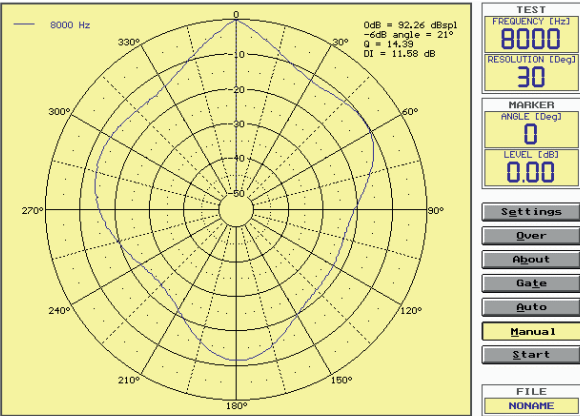 8000 Hz
0dB = 92.26 dBspl
-6dB angle = 21°
Q = 14.39
DI = 11.58 dB
0
330°
-10
300°
-20
60°
-30
-40
-50
270°
90°
240°
120°
210°
150°
180°
TEST
FREQUENCY [Hz]
8000
RESOLUTION [Deg]
30
MARKER
ANGLE [Deg]
0
LEVEL [dB]
0.00
Settings
Over
About
Gate
Auto
Manual
Start
FILE
NONAME